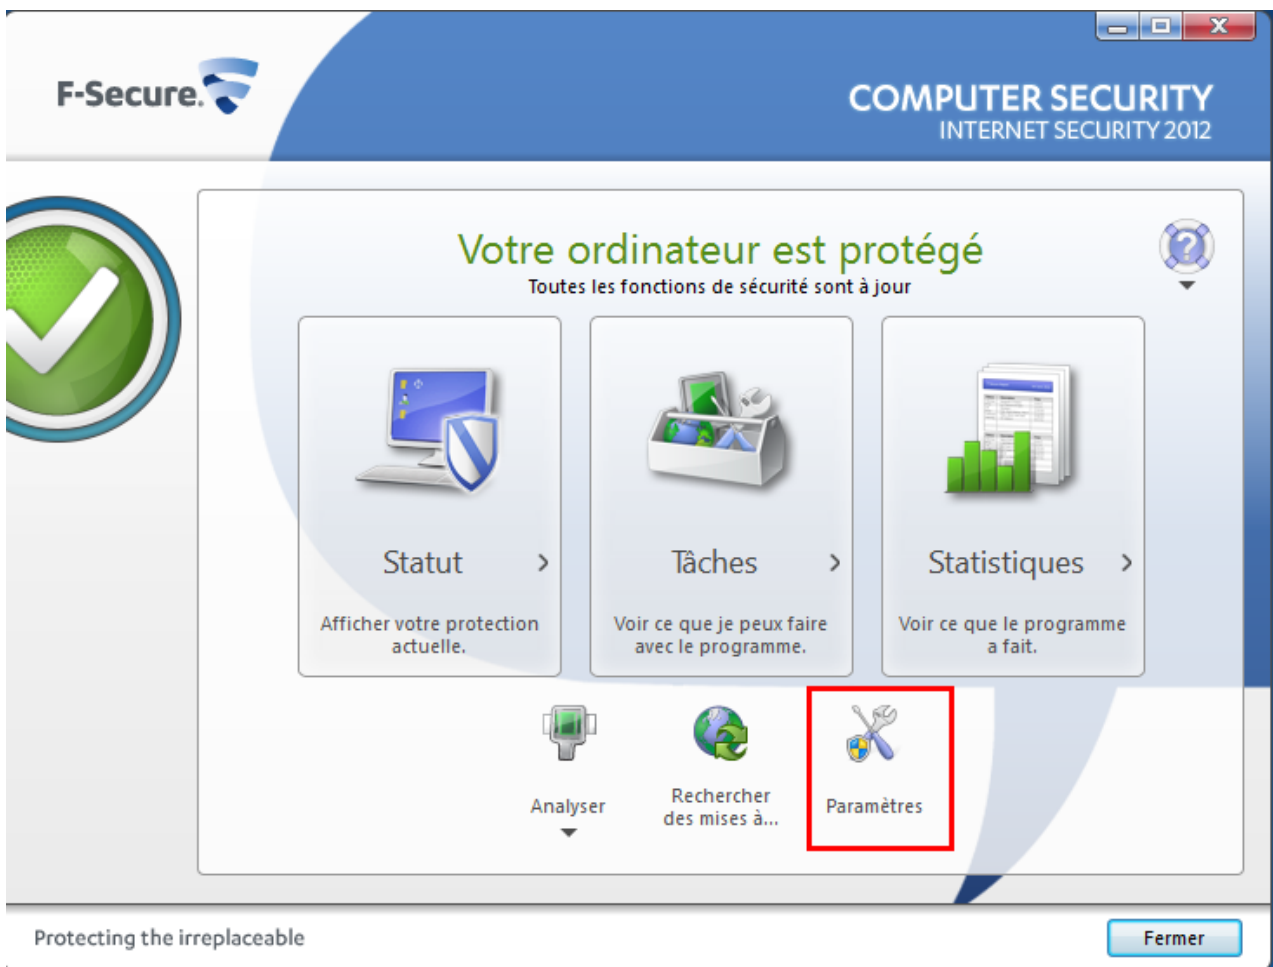 F-Secure.
COMPUTER SECURITY
INTERNET SECURITY 2012
Votre ordinateur est protégé
Toutes les fonctions de sécurité sont à jour
Statut
Afficher votre protection
actuelle.
Tâches
Voir ce que je peux faire
avec le programme.
Statistiques
Voir ce que le programme
a fait.
Analyser
Rechercher
des mises à...
Paramètres
Protecting the irreplaceable
Fermer